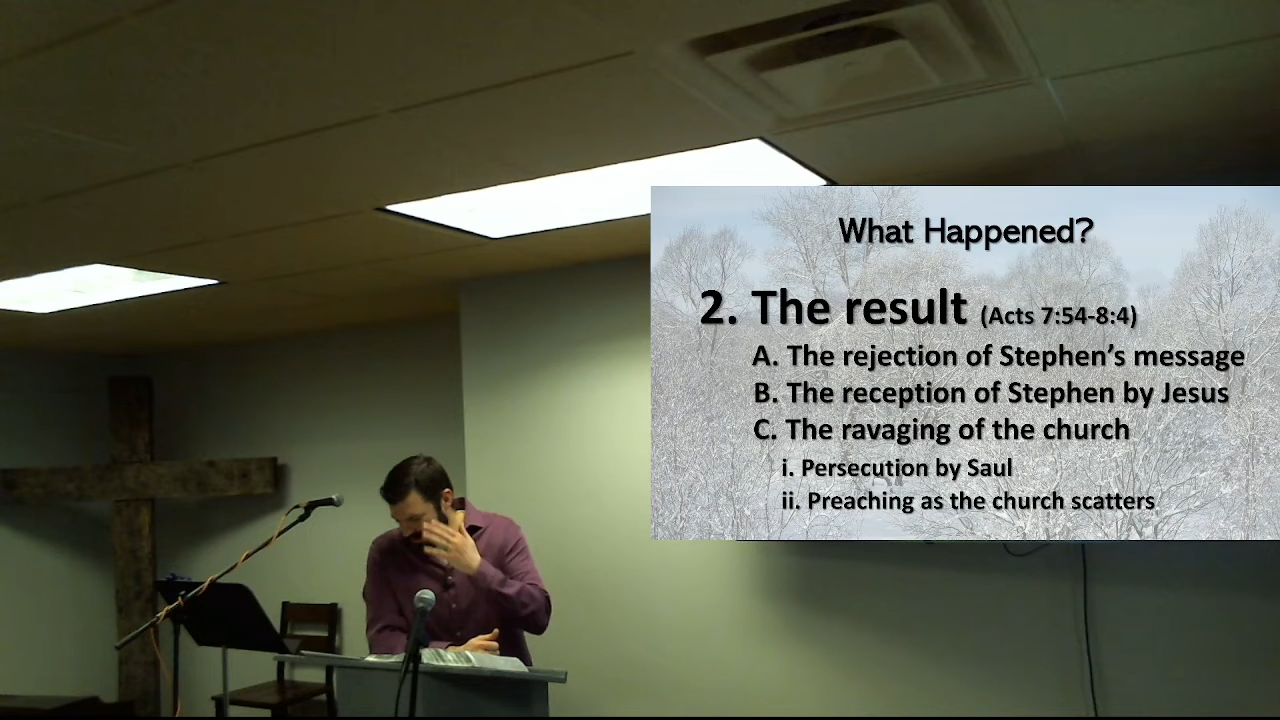 What Happened?
2. The result (Acts 7:54-8:4)
A. The rejection of Stephen's message
B. The reception of Stephen by Jesus
C. The ravaging of the church
i. Persecution by Saul
ii. Preaching as the church scatters